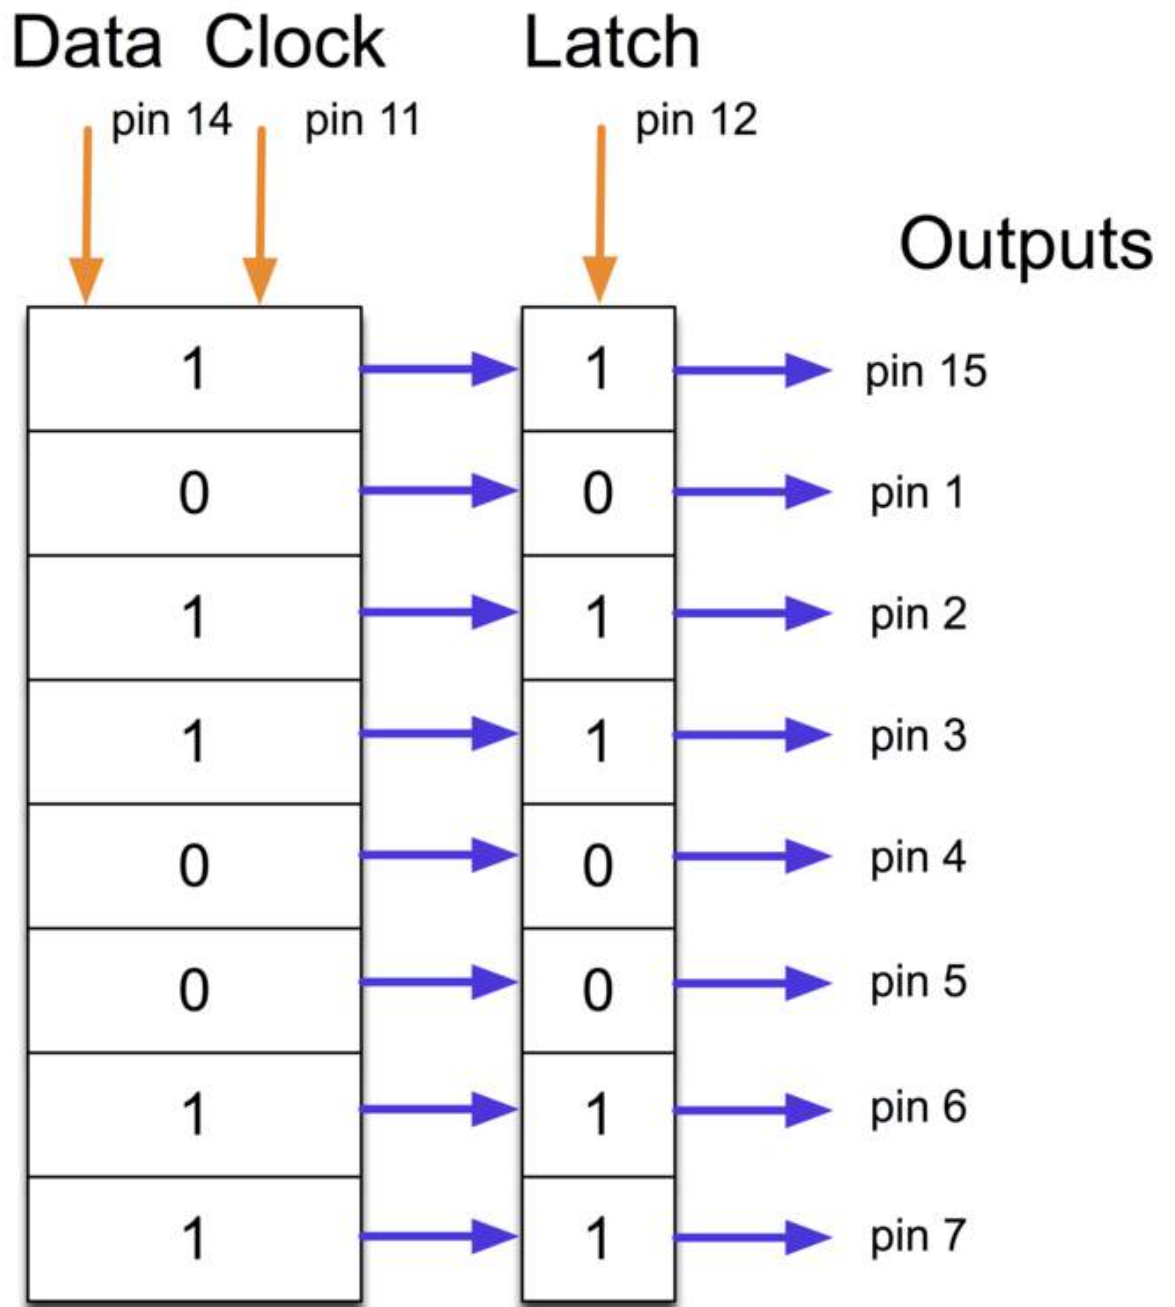 Data Clock Latch
pin 14 pin 11 pin 12
Outputs
1 1 pin 15
0 0 pin 1
1 1 pin 2
1 1 pin 3
0 0 pin 4
0 0 pin 5
1 1 pin 6
1 1 pin 7